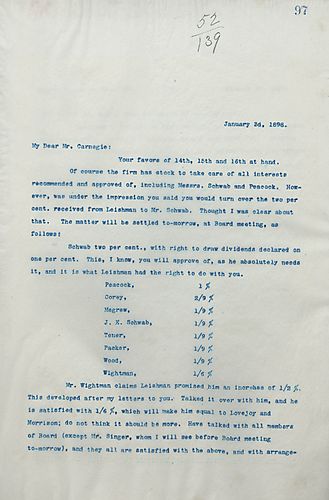 97
52
139
January 3d, 1898.
My Dear Mr. Carnegie:
Your favors of 14th, 15th and 16th at hand.
Of course the firm has stock to take care of all interests
recommended and approved of, including Messrs. Schwab and Peacock. How-
ever, was under the impression you said you would turn over the two per
cent. received from Leishman to Mr. Schwab. Thought I was clear about
that. The matter will be settled to-morrow, at Board meeting, as
follows:
Schwab two per cent., with right to draw dividends declared on
one per cent. This, I know, you will approve of, as he absolutely needs
it, and it is what Leishman had the right to do with you.
Peacock, 1 %
Corey, 2/9 %
Megrew, 1/9 %
J. E. Schwab, 1/9 %
Tener, 1/9 %
Packer, 1/9 %
Wood, 1/9 %
Wightman, 1/6 %
Mr. Wightman claims Leishman promised him an increase of 1/2 %.
This developed after my letters to you. Talked it over with him, and he
is satisfied with 1/6 %, which will make him equal to Lovejoy and
Morrison; do not think it should be more. Have talked with all members
of Board (except Mr. Singer, whom I will see before Board meeting
to-morrow), and they all are satisfied with the above, and with arrange-